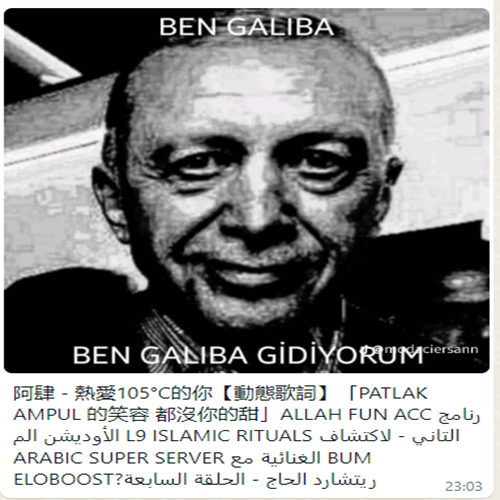 BEN GALIBA
@modaciersann
BEN GALIBA GİDİYORUM
阿肆 - 熱愛105°C的你【動態歌詞】「PATLAK
AMPUL 的笑容 都沒你的甜」ALLAH FUN ACC رنامج
الأوديشن الم L9 ISLAMIC RITUALS التاني - لاكتشاف
ARABIC SUPER SERVER الغنائية مع BUM
ELOBOOST?ريتشارد الحاج - الحلقة السابعة
23:03